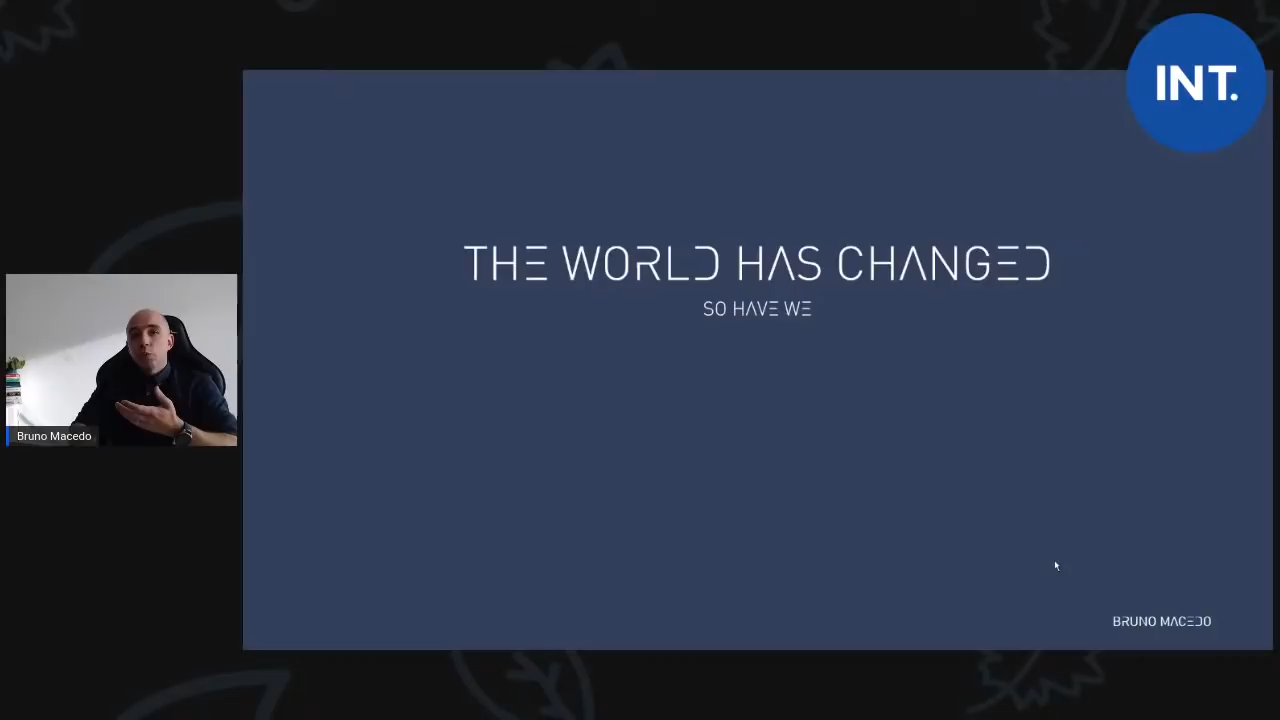 INT.
THE WORLD HAS CHANGED
SO HAVE WE
Bruno Macedo
BRUNO MACEDO